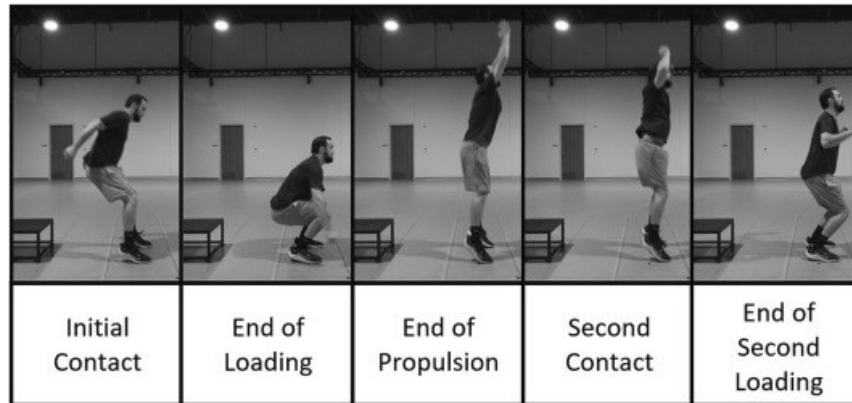 Initial
Contact
End of
Loading
End of
Propulsion
Second
Contact
End of
Second
Loading